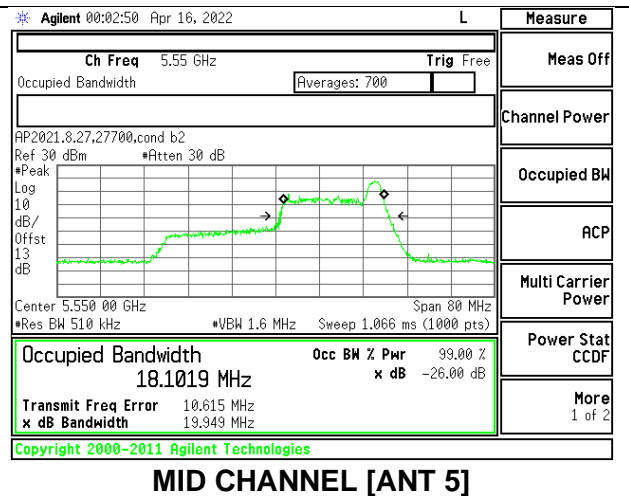 Agilent 00:02:50 Apr 16, 2022 L Measure
Ch Freq 5.55 GHz Trig Free
Occupied Bandwidth Averages: 700
Meas Off
Channel Power
Occupied BW
ACP
Multi Carrier
Power
Power Stat
CCDF
More
1 of 2
AP2021.8.27,27700,cond b2
Ref 30 dBm #Atten 30 dB
#Peak
Log
10
dB/
Offst
13
dB
Center 5.550 00 GHz Span 80 MHz
#Res BW 510 kHz #VBW 1.6 MHz Sweep 1.066 ms (1000 pts)
Occupied Bandwidth Occ BW % Pwr 99.00 %
18.1019 MHz x dB -26.00 dB
Transmit Freq Error 10.615 MHz
x dB Bandwidth 19.949 MHz
Copyright 2000-2011 Agilent Technologies
MID CHANNEL [ANT 5]